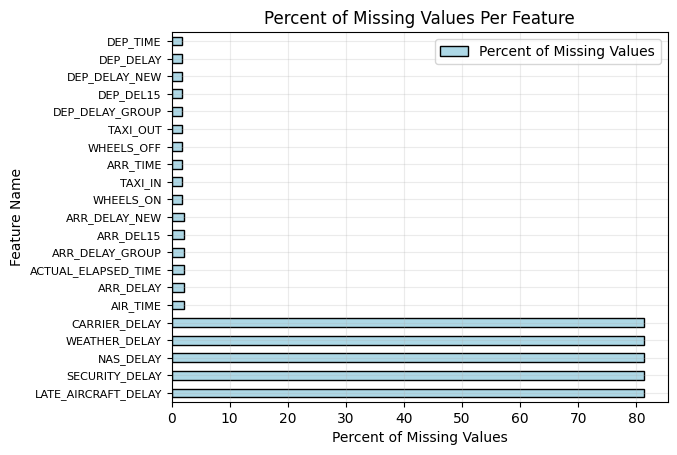 Percent of Missing Values Per Feature
Percent of Missing Values
Feature Name
DEP_TIME
DEP_DELAY
DEP_DELAY_NEW
DEP_DEL15
DEP_DELAY_GROUP
TAXI_OUT
WHEELS_OFF
ARR_TIME
TAXI_IN
WHEELS_ON
ARR_DELAY_NEW
ARR_DEL15
ARR_DELAY_GROUP
ACTUAL_ELAPSED_TIME
ARR_DELAY
AIR_TIME
CARRIER_DELAY
WEATHER_DELAY
NAS_DELAY
SECURITY_DELAY
LATE_AIRCRAFT_DELAY
0 10 20 30 40 50 60 70 80
Percent of Missing Values